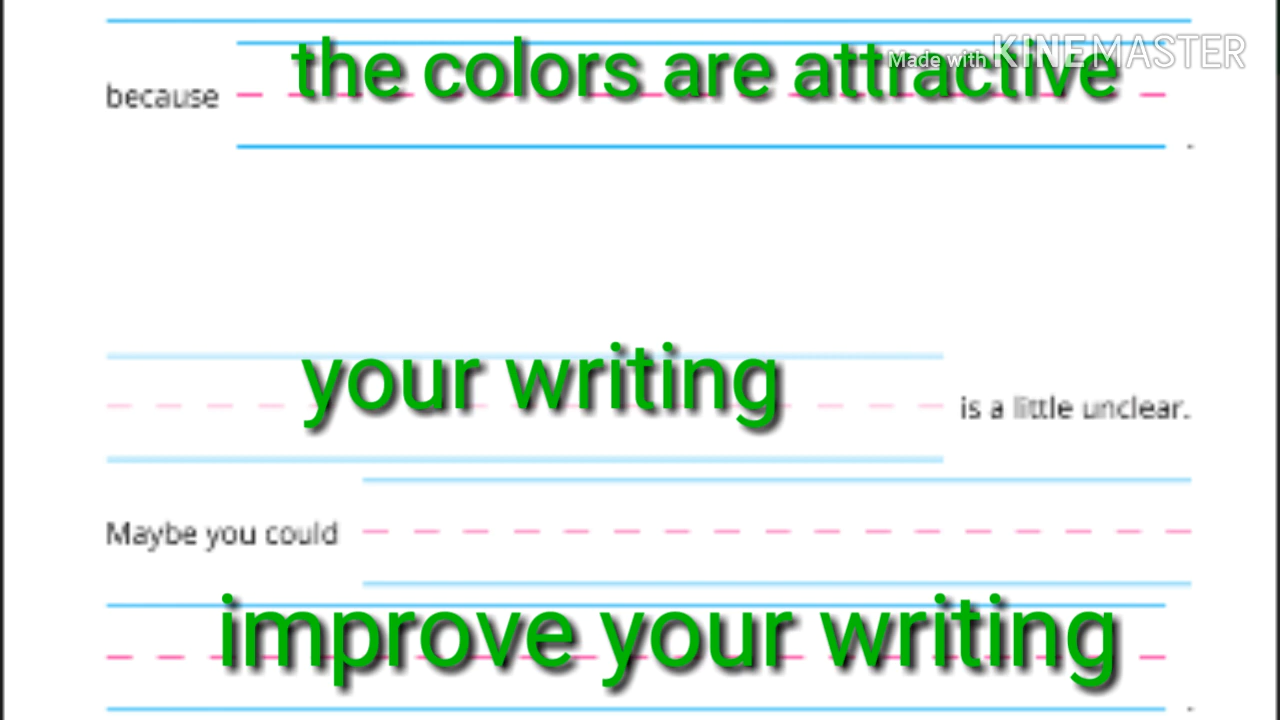 the colors are attractive
Made with KINEMASTER
because
.
your writing
is a little unclear.
Maybe you could
improve your writing
.